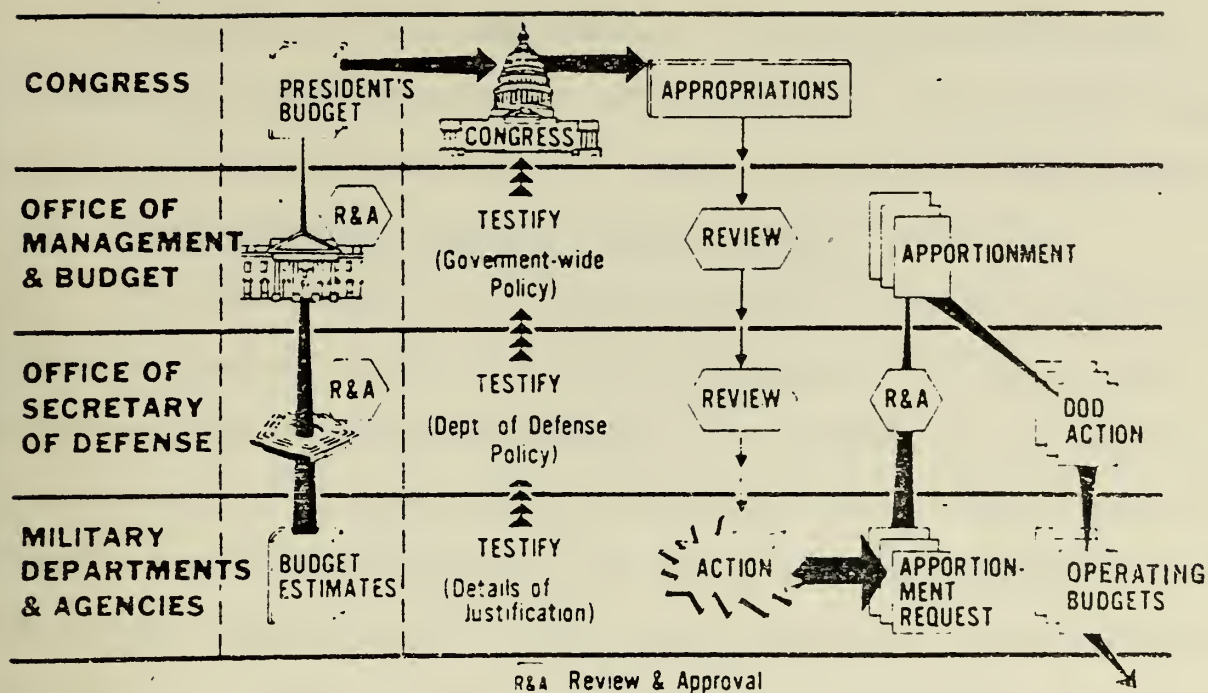 CONGRESS
PRESIDENT'S
BUDGET
CONGRESS
APPROPRIATIONS
OFFICE OF
MANAGEMENT
& BUDGET
R&A
TESTIFY
(Goverment-wide
Policy)
REVIEW
APPORTIONMENT
OFFICE OF
SECRETARY
OF DEFENSE
R&A
TESTIFY
(Dept of Defense
Policy)
REVIEW
R&A
DOD
ACTION
MILITARY
DEPARTMENTS
& AGENCIES
BUDGET
ESTIMATES
TESTIFY
(Details of
Justification)
ACTION
APPORTION-
MENT
REQUEST
OPERATING
BUDGETS
R&A Review & Approval